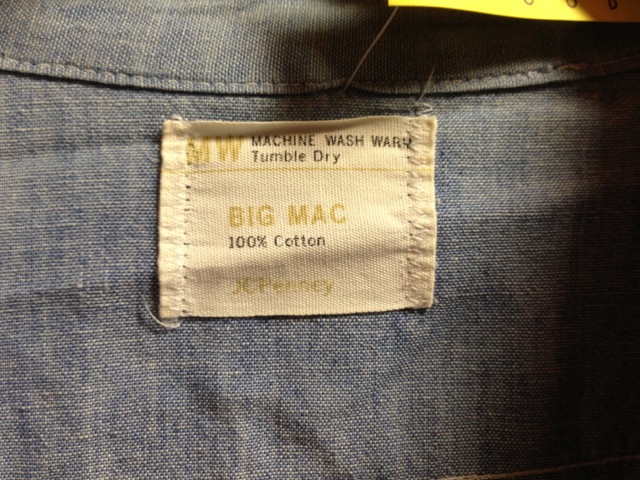 MW MACHINE WASH WARM
Tumble Dry
BIG MAC
100% Cotton
JCPenney